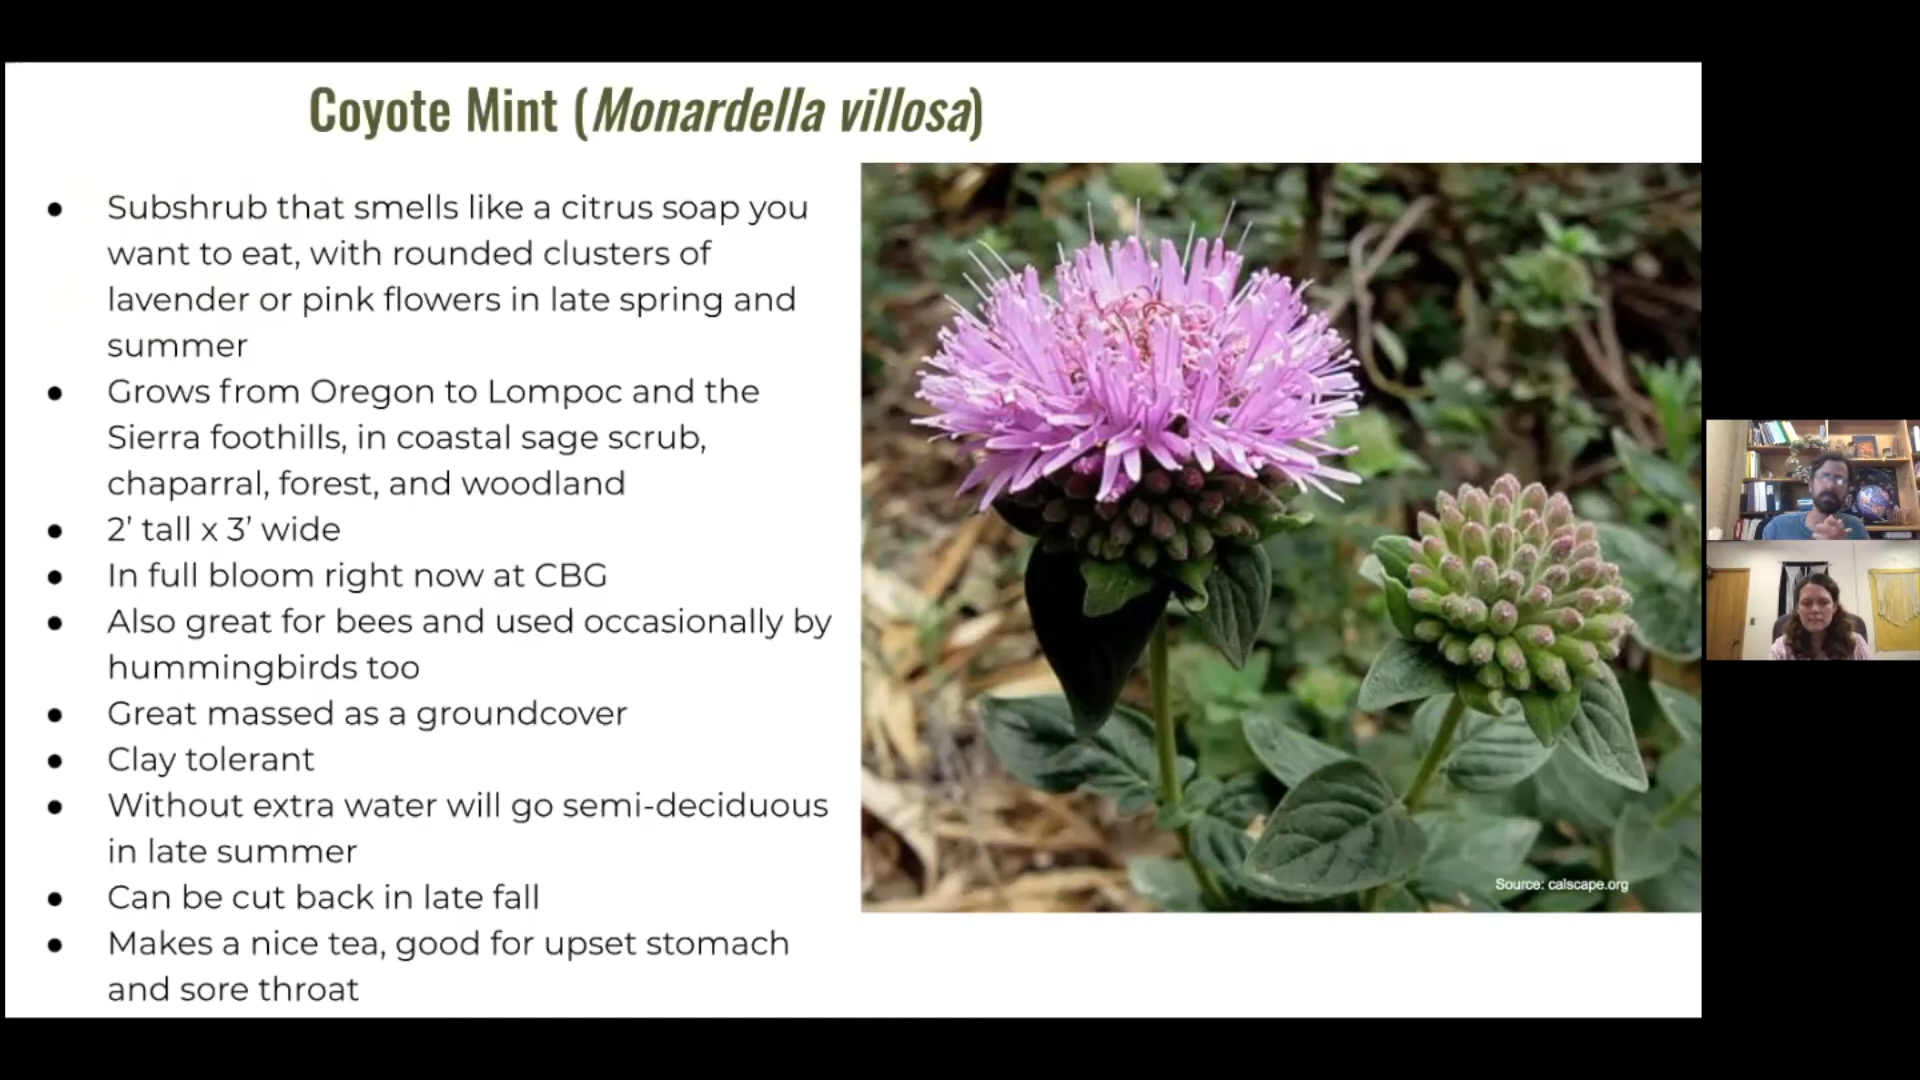 Coyote Mint (Monardella villosa)
● Subshrub that smells like a citrus soap you
want to eat, with rounded clusters of
lavender or pink flowers in late spring and
summer
● Grows from Oregon to Lompoc and the
Sierra foothills, in coastal sage scrub,
chaparral, forest, and woodland
● 2’ tall x 3’ wide
● In full bloom right now at CBG
● Also great for bees and used occasionally by
hummingbirds too
● Great massed as a groundcover
● Clay tolerant
● Without extra water will go semi-deciduous
in late summer
● Can be cut back in late fall
● Makes a nice tea, good for upset stomach
and sore throat
Source: calscape.org